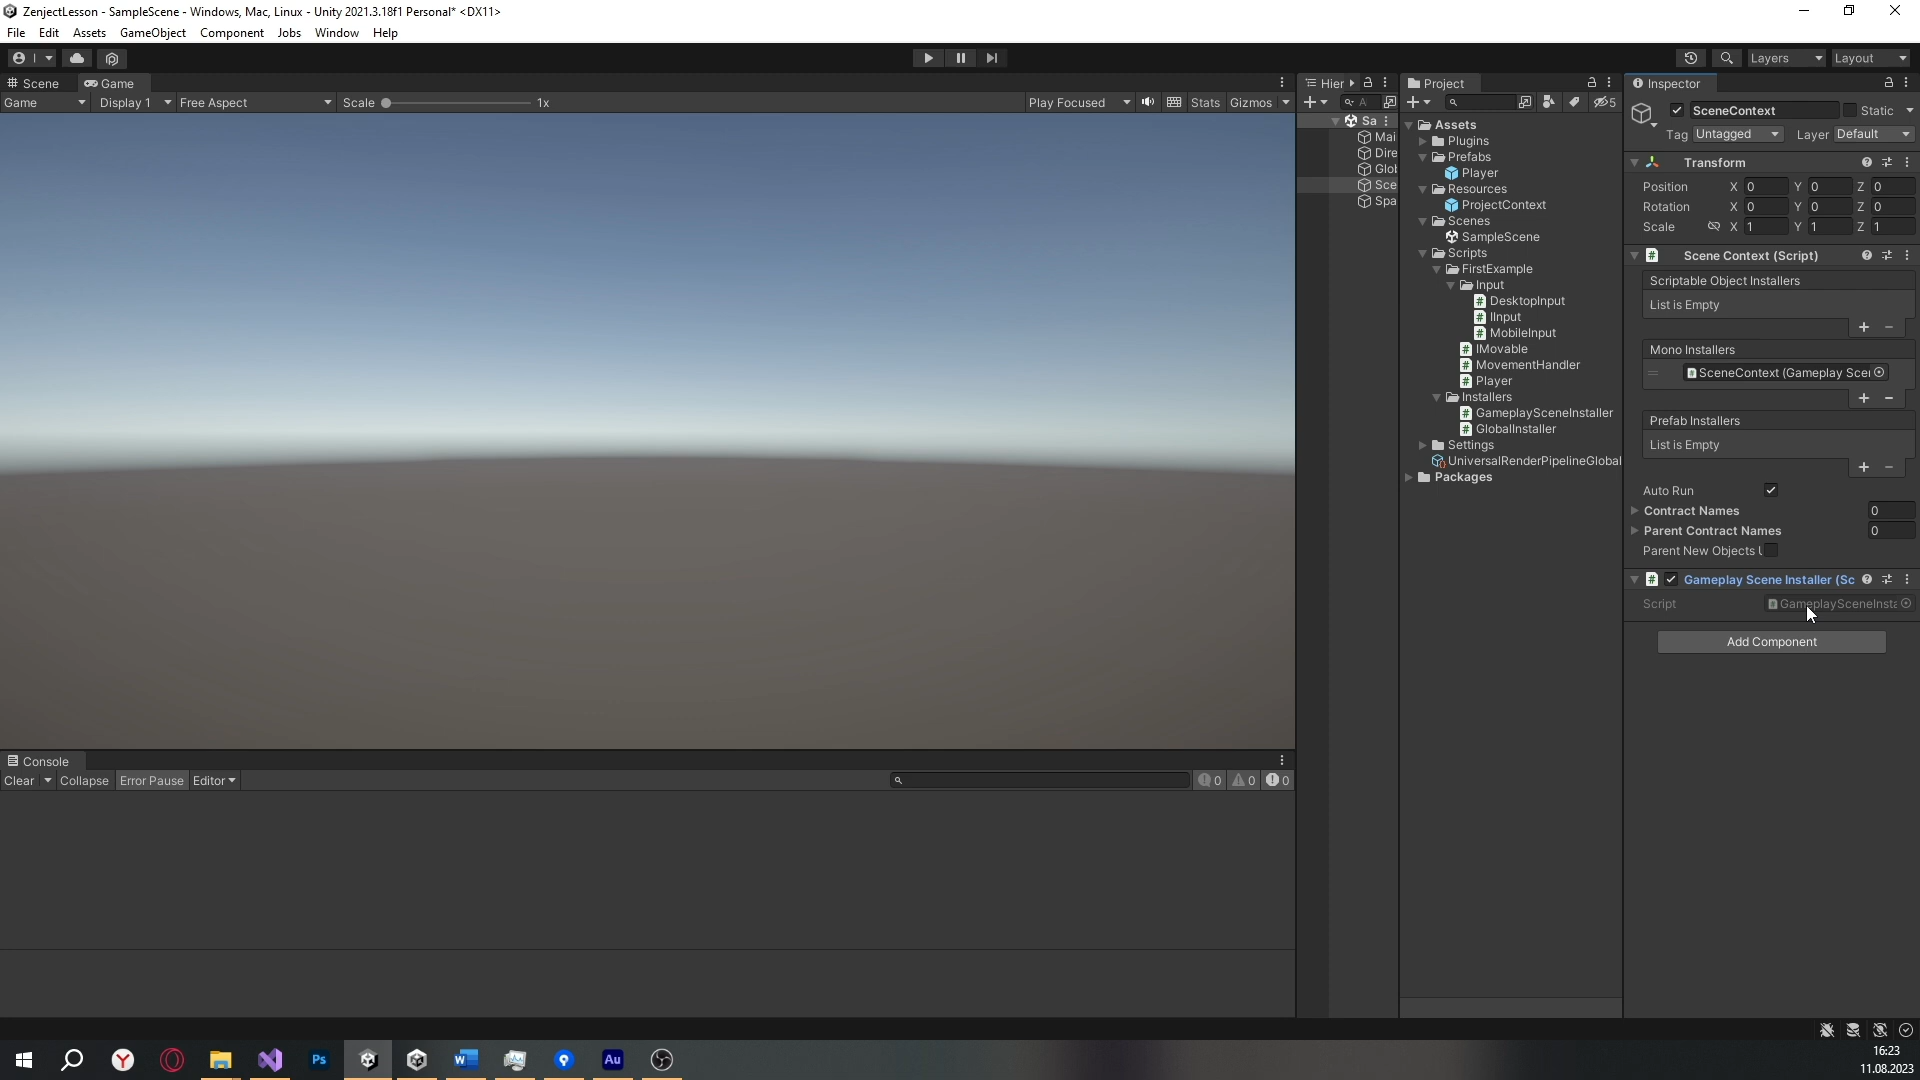 ZenjectLesson - SampleScene - Windows, Mac, Linux - Unity 2021.3.18f1 Personal* <DX11>
File Edit Assets GameObject Component Jobs Window Help
Layers Layout
Scene Game
Game Display 1 Free Aspect Scale 1x Play Focused Stats Gizmos
Hier
Sa
Mai
Dire
Glob
Sce
Spa
Project
5
Assets
Plugins
Prefabs
Player
Resources
ProjectContext
Scenes
SampleScene
Scripts
FirstExample
Input
DesktopInput
IInput
MobileInput
IMovable
MovementHandler
Player
Installers
GameplaySceneInstaller
GlobalInstaller
Settings
UniversalRenderPipelineGlobal
Packages
Inspector
SceneContext Static
Tag Untagged Layer Default
Transform
Position X 0 Y 0 Z 0
Rotation X 0 Y 0 Z 0
Scale X 1 Y 1 Z 1
Scene Context (Script)
Scriptable Object Installers
List is Empty
Mono Installers
SceneContext (Gameplay Scen
Prefab Installers
List is Empty
Auto Run
Contract Names 0
Parent Contract Names 0
Parent New Objects U
Gameplay Scene Installer (Sc
Script GameplaySceneInsta
Add Component
Console
Clear Collapse Error Pause Editor 0 0 0
Ps Au
16:23
11.08.2023